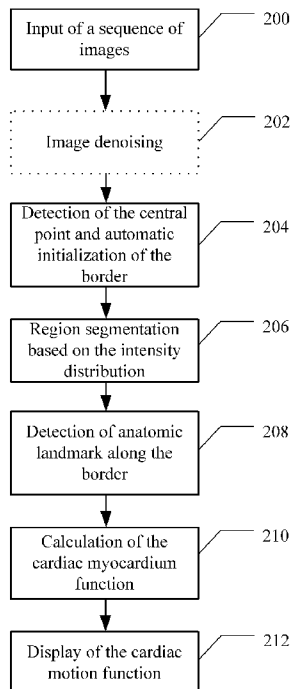 Input of a sequence of
images
200
Image denoising
202
Detection of the central
point and automatic
initialization of the
border
204
Region segmentation
based on the intensity
distribution
206
Detection of anatomic
landmark along the
border
208
Calculation of the
cardiac myocardium
function
210
Display of the cardiac
motion function
212